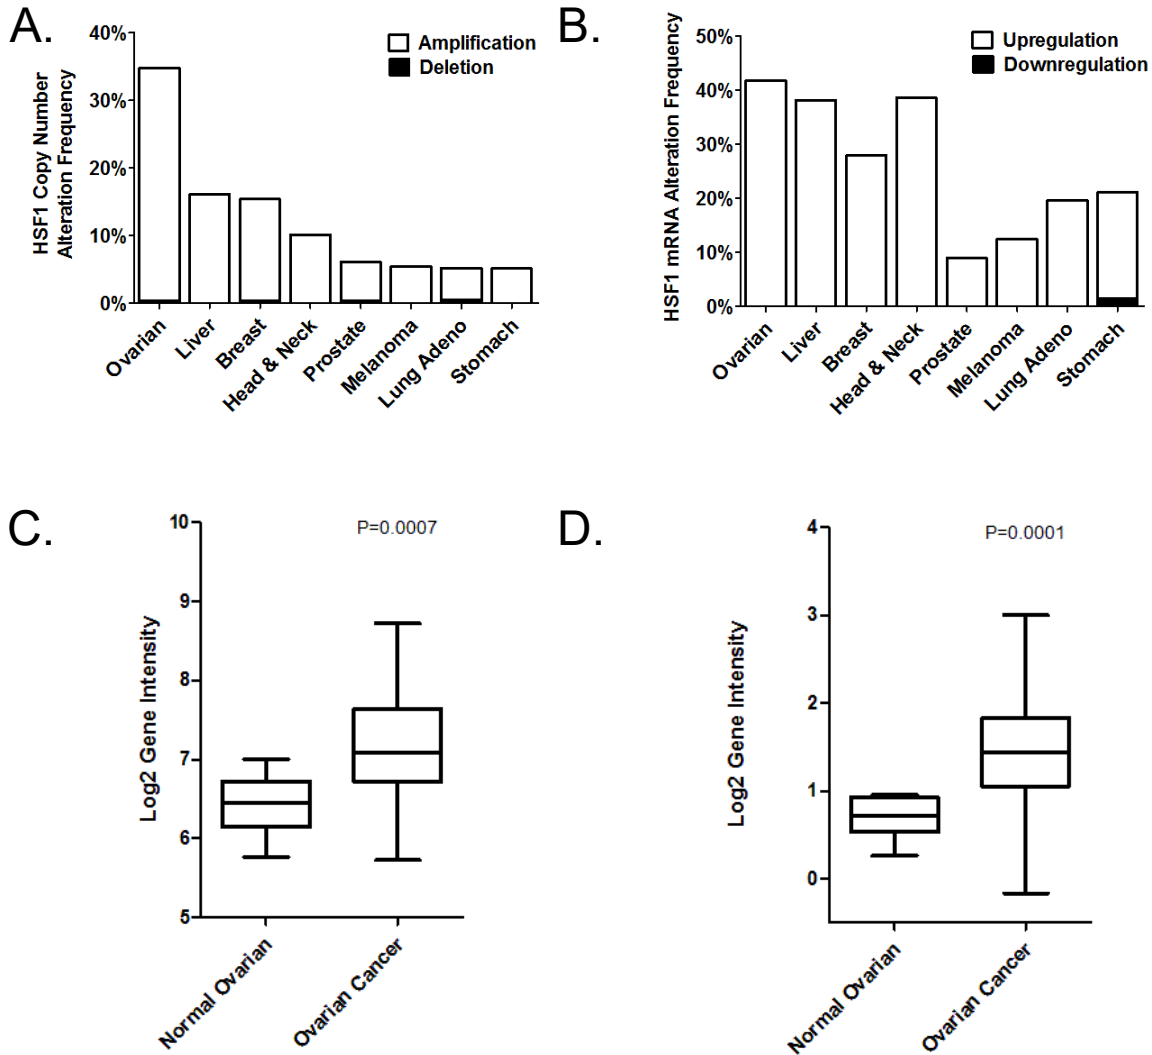 A.
HSF1 Copy Number
Alteration Frequency
40%
30%
20%
10%
0%
Amplification
Deletion
Ovarian
Liver
Breast
Head & Neck
Prostate
Melanoma
Lung Adeno
Stomach
B.
HSF1 mRNA Alteration Frequency
50%
40%
30%
20%
10%
0%
Upregulation
Downregulation
Ovarian
Liver
Breast
Head & Neck
Prostate
Melanoma
Lung Adeno
Stomach
C.
Log2 Gene Intensity
10
9
8
7
6
5
P=0.0007
Normal Ovarian
Ovarian Cancer
D.
Log2 Gene Intensity
4
3
2
1
0
P=0.0001
Normal Ovarian
Ovarian Cancer